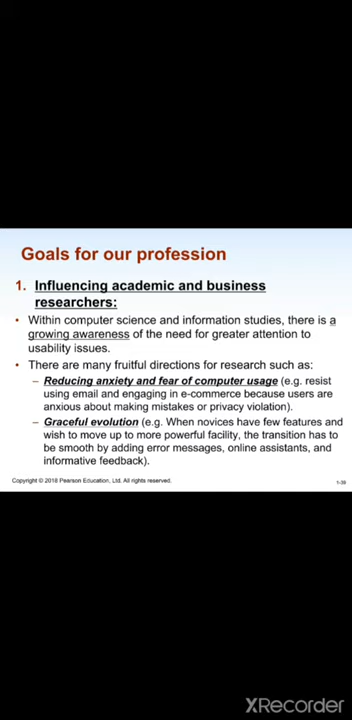 Goals for our profession
1. Influencing academic and business
researchers:
• Within computer science and information studies, there is a
growing awareness of the need for greater attention to
usability issues.
• There are many fruitful directions for research such as:
– Reducing anxiety and fear of computer usage (e.g. resist
using email and engaging in e-commerce because users are
anxious about making mistakes or privacy violation).
– Graceful evolution (e.g. When novices have few features and
wish to move up to more powerful facility, the transition has to
be smooth by adding error messages, online assistants, and
informative feedback).
Copyright © 2018 Pearson Education, Ltd. All rights reserved.
1-39
XRecorder